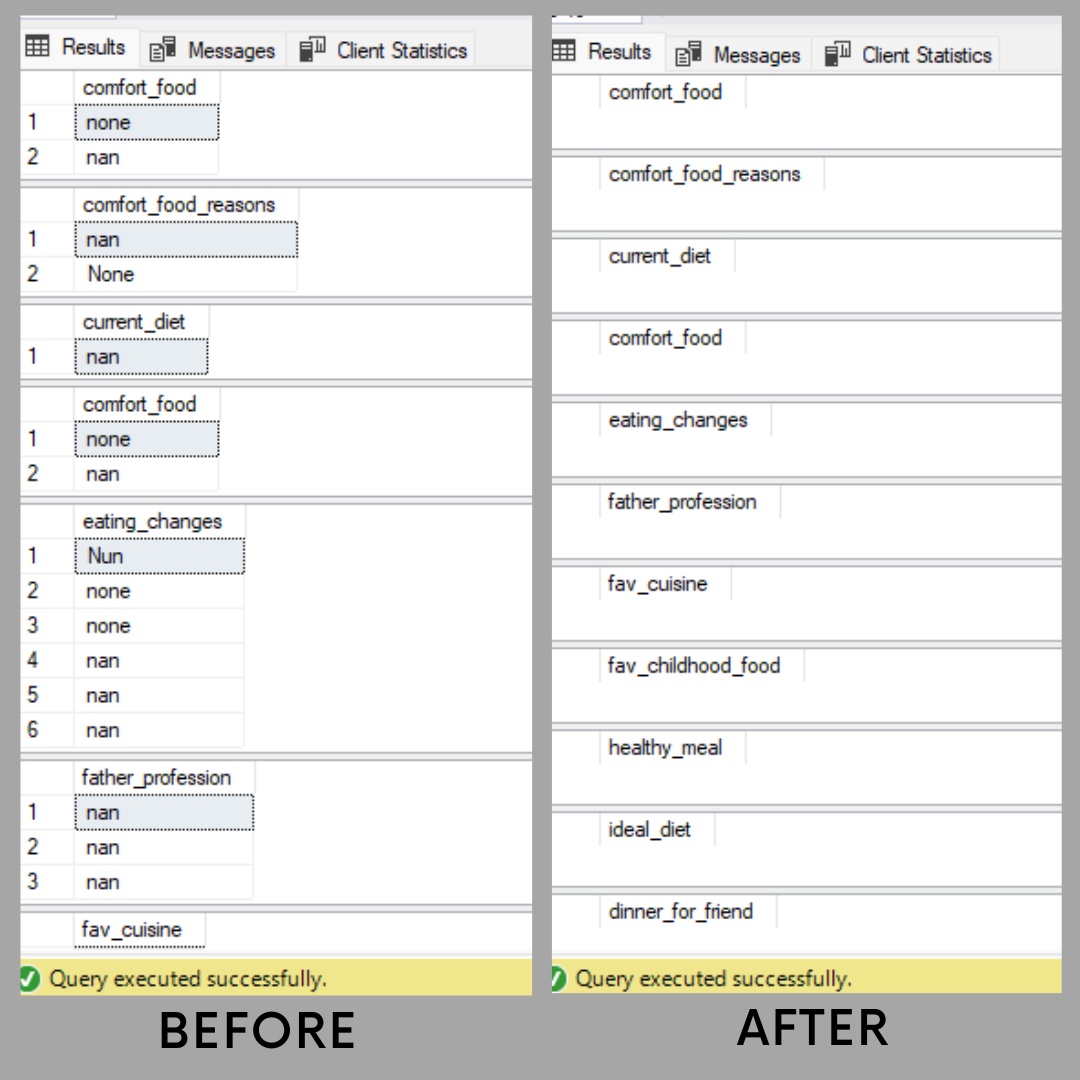 Results Messages Client Statistics
comfort_food
1 none
2 nan
comfort_food_reasons
1 nan
2 None
current_diet
1 nan
comfort_food
1 none
2 nan
eating_changes
1 Nun
2 none
3 none
4 nan
5 nan
6 nan
father_profession
1 nan
2 nan
3 nan
fav_cuisine
Query executed successfully.
BEFORE
Results Messages Client Statistics
comfort_food
comfort_food_reasons
current_diet
comfort_food
eating_changes
father_profession
fav_cuisine
fav_childhood_food
healthy_meal
ideal_diet
dinner_for_friend
Query executed successfully.
AFTER